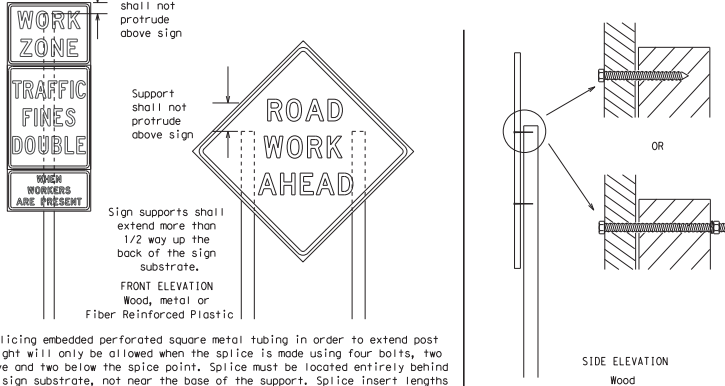 shall not
protrude
above sign
WORK
ZONE
TRAFFIC
FINES
DOUBLE
WHEN
WORKERS
ARE PRESENT
Support
shall not
protrude
above sign
ROAD
WORK
AHEAD
Sign supports shall
extend more than
1/2 way up the
back of the sign
substrate.
FRONT ELEVATION
Wood, metal or
Fiber Reinforced Plastic
OR
SIDE ELEVATION
Wood
licing embedded perforated square metal tubing in order to extend post
ght will only be allowed when the splice is made using four bolts, two
ve and two below the spice point. Splice must be located entirely behind
sign substrate, not near the base of the support. Splice insert lengths